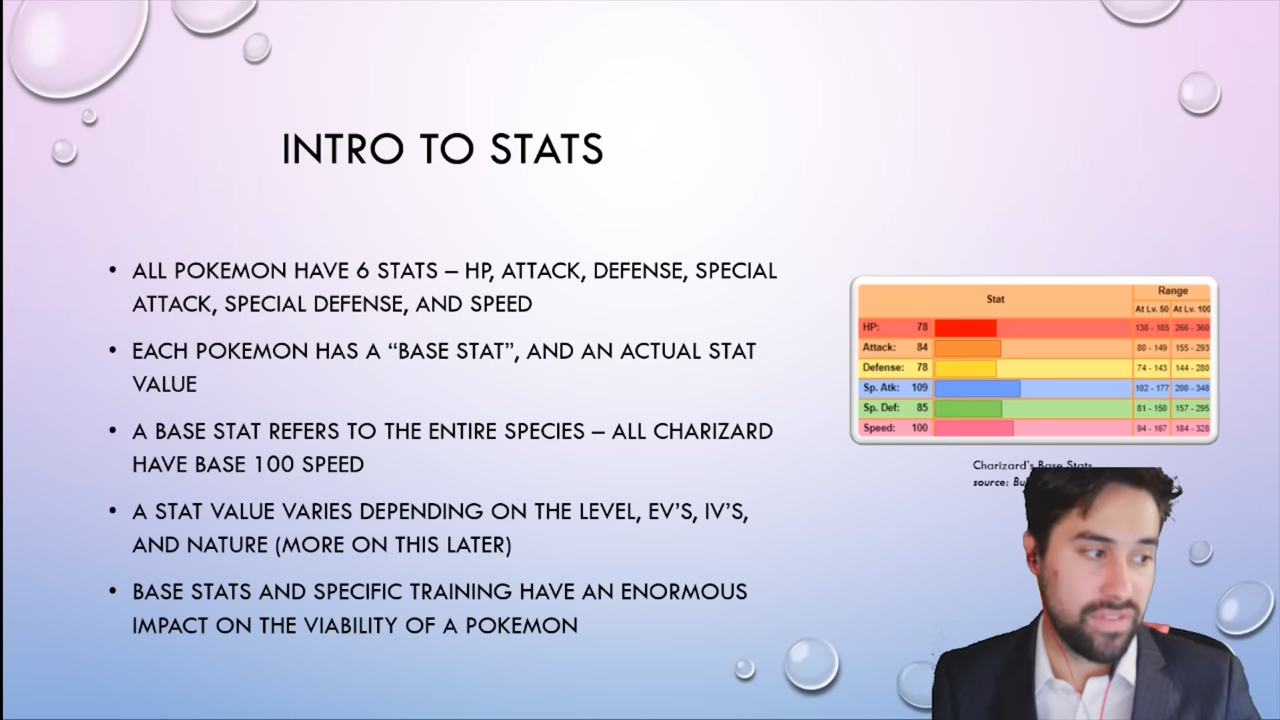 INTRO TO STATS
• ALL POKEMON HAVE 6 STATS – HP, ATTACK, DEFENSE, SPECIAL
ATTACK, SPECIAL DEFENSE, AND SPEED
• EACH POKEMON HAS A “BASE STAT”, AND AN ACTUAL STAT
VALUE
• A BASE STAT REFERS TO THE ENTIRE SPECIES – ALL CHARIZARD
HAVE BASE 100 SPEED
• A STAT VALUE VARIES DEPENDING ON THE LEVEL, EV’S, IV’S,
AND NATURE (MORE ON THIS LATER)
• BASE STATS AND SPECIFIC TRAINING HAVE AN ENORMOUS
IMPACT ON THE VIABILITY OF A POKEMON
Stat Range
At Lv. 50 At Lv. 100
HP: 78 138 - 185 266 - 360
Attack: 84 80 - 149 155 - 293
Defense: 78 74 - 143 144 - 280
Sp. Atk: 109 102 - 177 200 - 348
Sp. Def: 85 81 - 150 157 - 295
Speed: 100 94 - 167 184 - 328
Charizard’s Base Stats
source: